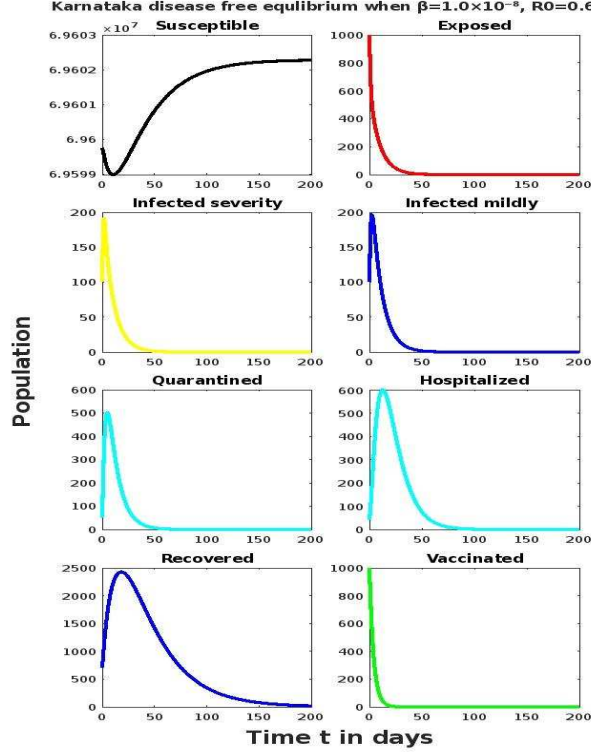 Karnataka disease free equlibrium when β=1.0×10⁻⁸, R0=0.6
Susceptible
Exposed
×10⁷
6.9603
6.9601
6.96
6.9599
0 50 100 150 200
1000
800
600
400
200
0
0 50 100 150 200
Infected severity
Infected mildly
200
150
100
50
0
0 50 100 150 200
200
150
100
50
0
0 50 100 150 200
Quarantined
Hospitalized
600
500
400
300
200
100
0
0 50 100 150 200
600
500
400
300
200
100
0
0 50 100 150 200
Recovered
Vaccinated
2500
2000
1500
1000
500
0
0 50 100 150 200
1000
800
600
400
200
0
0 50 100 150 200
Population
Time t in days